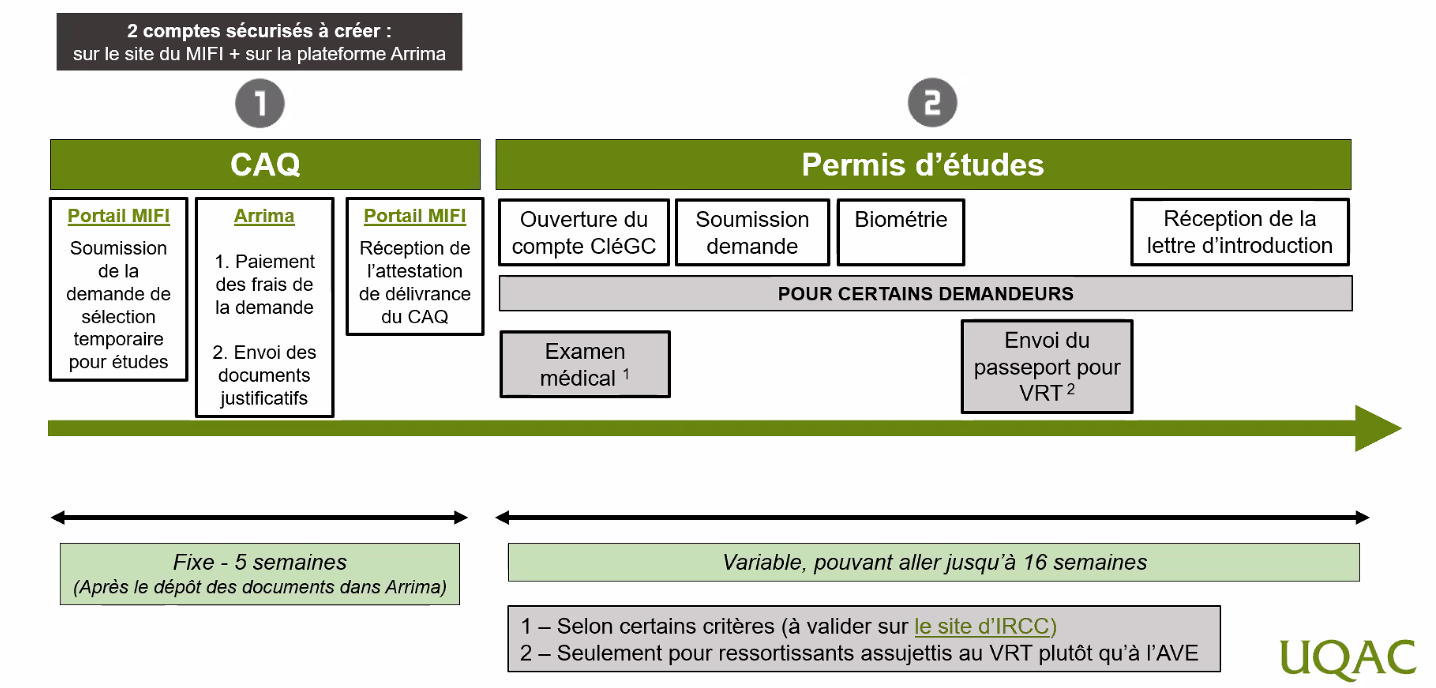 2 comptes sécurisés à créer :
sur le site du MIFI + sur la plateforme Arrima
1
2
CAQ
Permis d'études
Portail MIFI
Soumission
de la
demande de
sélection
temporaire
pour études
Arrima
1. Paiement
des frais de
la demande
2. Envoi des
documents
justificatifs
Portail MIFI
Réception de
l'attestation
de délivrance
du CAQ
Ouverture du
compte CléGC
Soumission
demande
Biométrie
Réception de la
lettre d'introduction
POUR CERTAINS DEMANDEURS
Examen
médical 1
Envoi du
passeport pour
VRT 2
Fixe - 5 semaines
(Après le dépôt des documents dans Arrima)
Variable, pouvant aller jusqu'à 16 semaines
1 – Selon certains critères (à valider sur le site d'IRCC)
2 – Seulement pour ressortissants assujettis au VRT plutôt qu'à l'AVE
UQAC